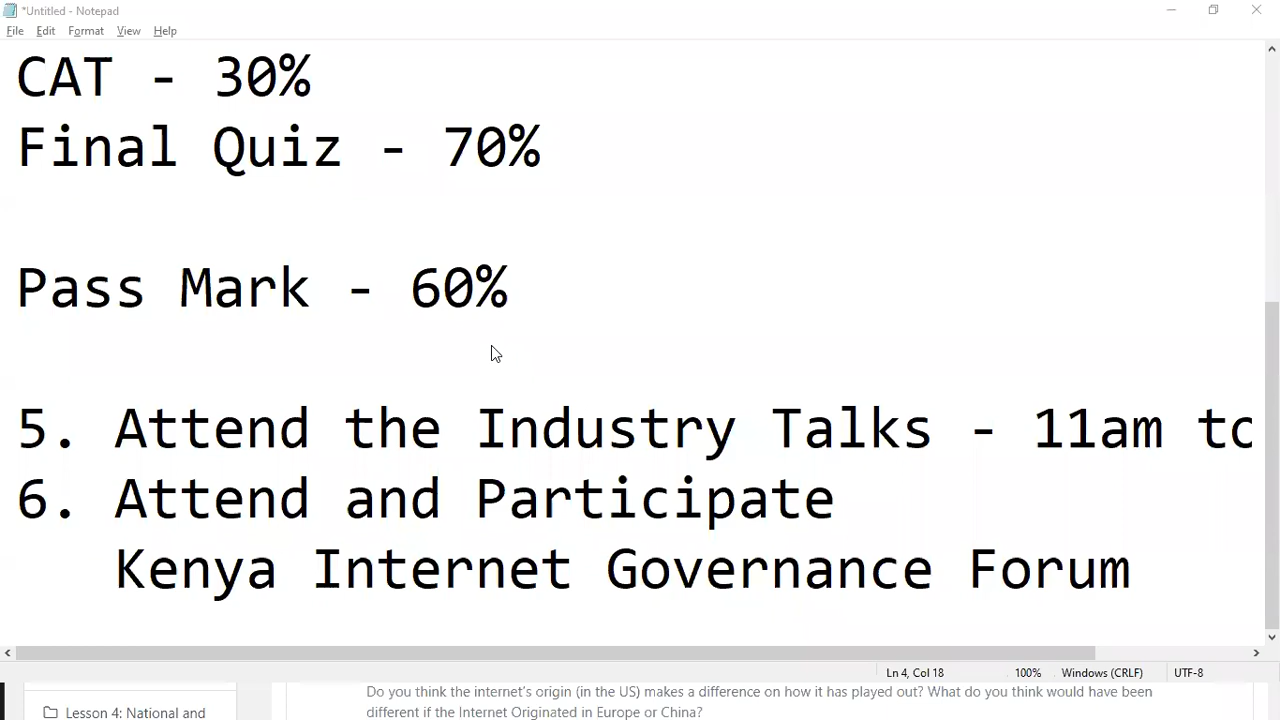 *Untitled - Notepad
File Edit Format View Help
CAT - 30%
Final Quiz - 70%
Pass Mark - 60%
5. Attend the Industry Talks - 11am to
6. Attend and Participate
Kenya Internet Governance Forum
Ln 4, Col 18 100% Windows (CRLF) UTF-8
Lesson 4: National and
Do you think the internet's origin (in the US) makes a difference on how it has played out? What do you think would have been
different if the Internet Originated in Europe or China?